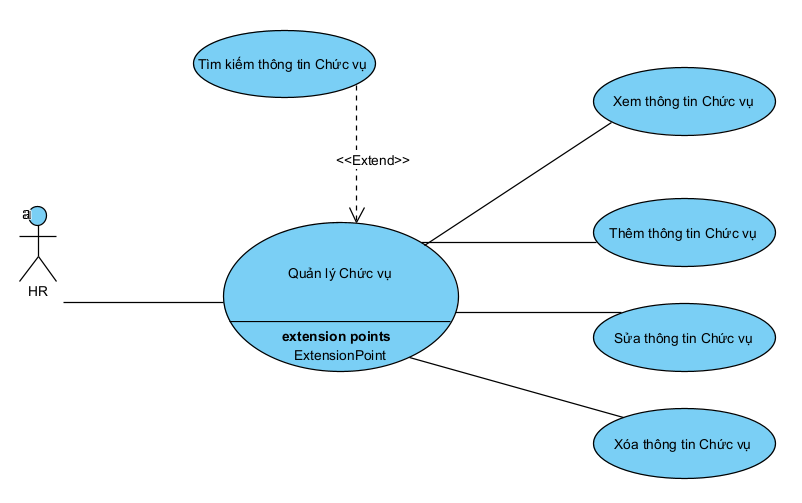 Tìm kiếm thông tin Chức vụ
Xem thông tin Chức vụ
<<Extend>>
a
Thêm thông tin Chức vụ
Quản lý Chức vụ
HR
extension points
ExtensionPoint
Sửa thông tin Chức vụ
Xóa thông tin Chức vụ